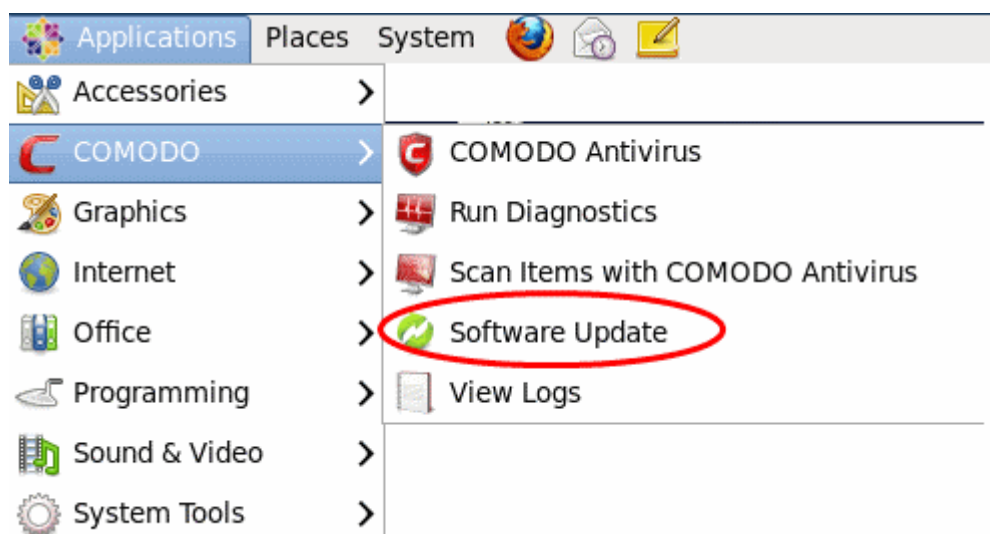 Applications Places System
Accessories
COMODO
Graphics
Internet
Office
Programming
Sound & Video
System Tools
COMODO Antivirus
Run Diagnostics
Scan Items with COMODO Antivirus
Software Update
View Logs